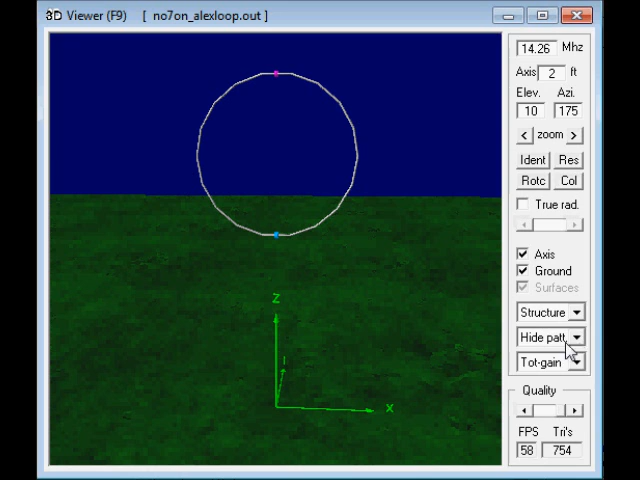 3D Viewer (F9) [ no7on_alexloop.out ]
14.26 Mhz
Axis 2 ft
Elev. Azi.
10 175
< zoom >
Ident Res
Rotc Col
True rad.
Axis
Ground
Surfaces
Structure
Hide patt
Tot-gain
Quality
FPS Tri's
58 754
Z
X